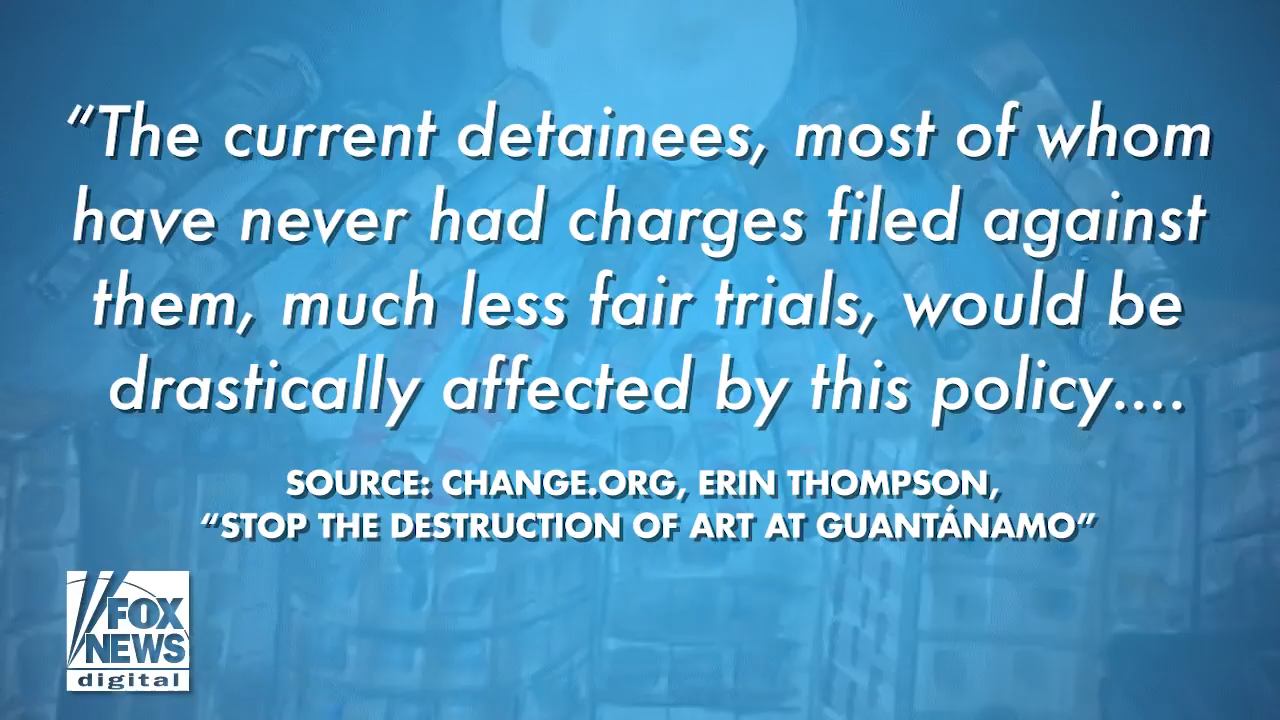 “The current detainees, most of whom
have never had charges filed against
them, much less fair trials, would be
drastically affected by this policy....
SOURCE: CHANGE.ORG, ERIN THOMPSON,
“STOP THE DESTRUCTION OF ART AT GUANTÁNAMO”
FOX
NEWS
digital